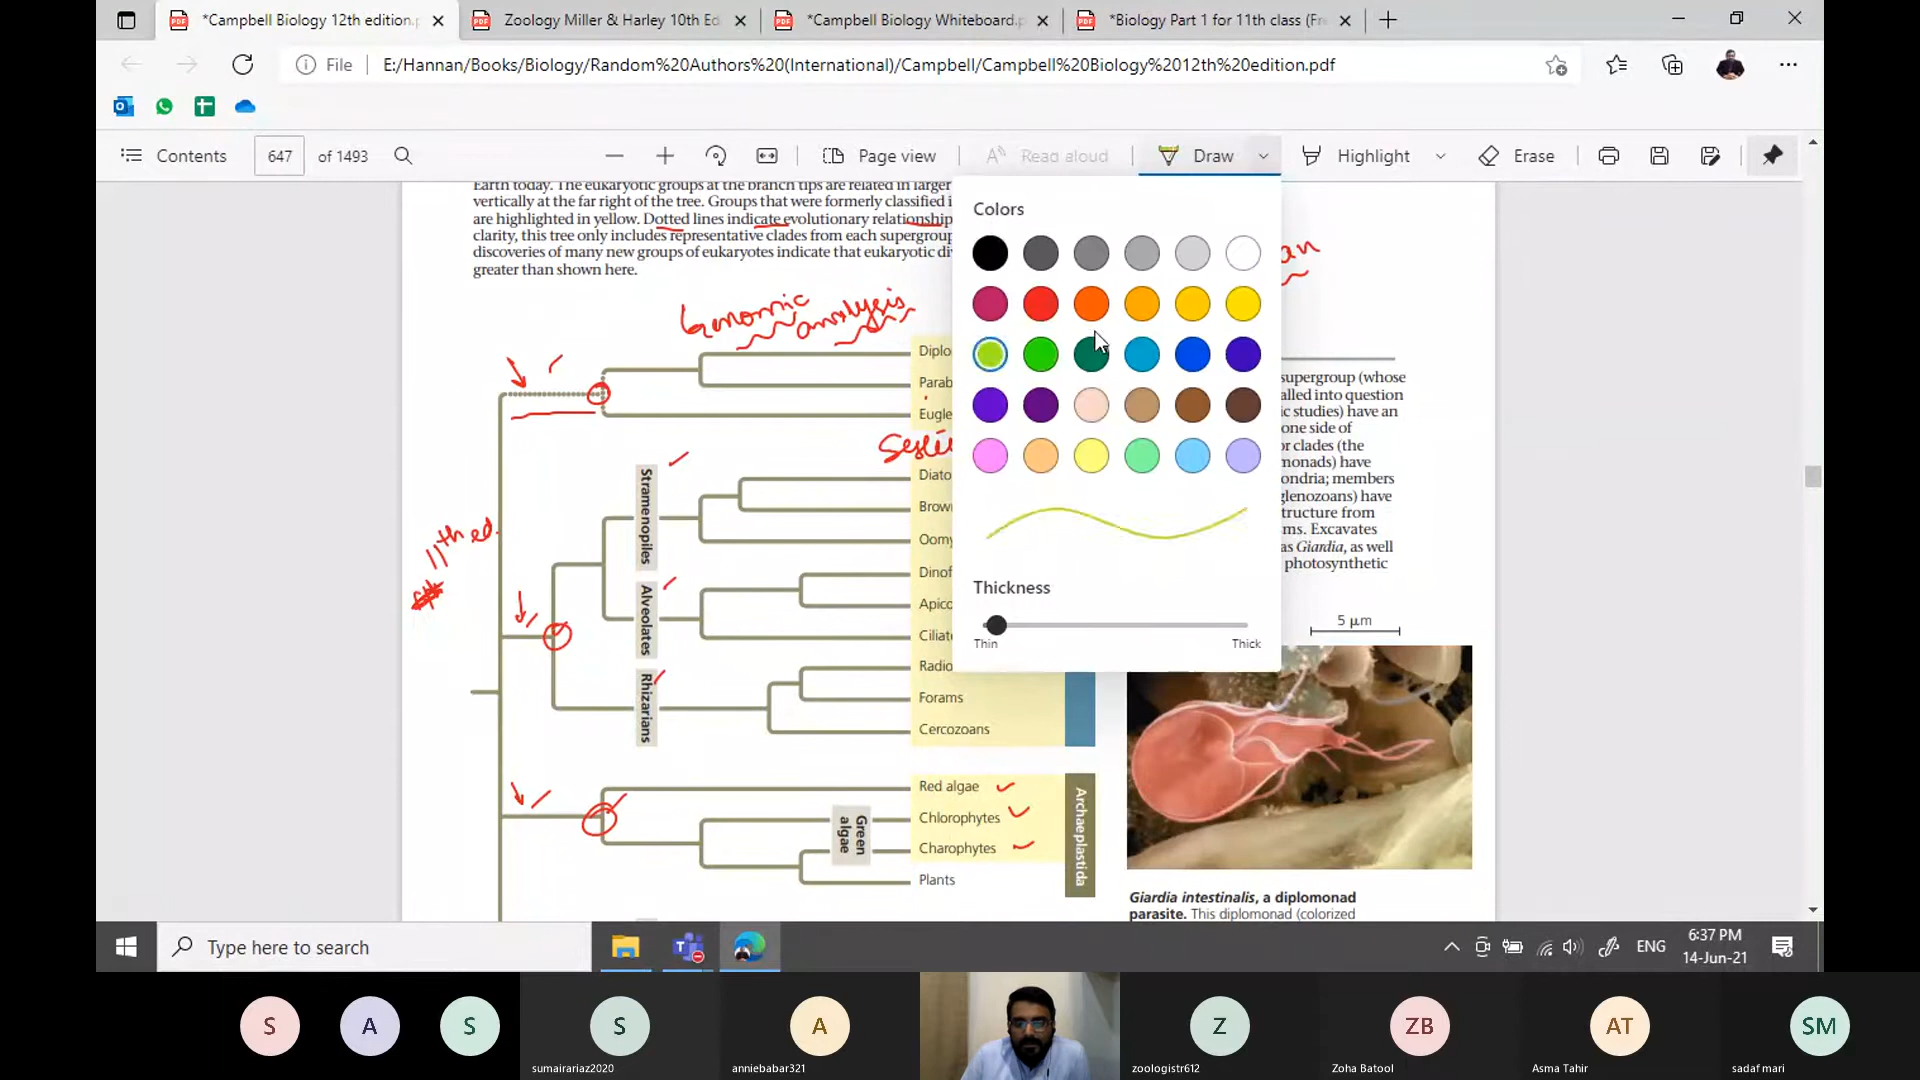 *Campbell Biology 12th edition.p
Zoology Miller & Harley 10th Ed
*Campbell Biology Whiteboard.p
*Biology Part 1 for 11th class (Fr
File
E:/Hannan/Books/Biology/Random%20Authors%20(International)/Campbell/Campbell%20Biology%2012th%20edition.pdf
Contents
647
of 1493
Page view
Read aloud
Draw
Highlight
Erase
Earth today. The eukaryotic groups at the branch tips are related in larger
vertically at the far right of the tree. Groups that were formerly classified i
are highlighted in yellow. Dotted lines indicate evolutionary relationship
clarity, this tree only includes representative clades from each supergroup
discoveries of many new groups of eukaryotes indicate that eukaryotic di
greater than shown here.
Colors
Thickness
Thin
Thick
an
Genomic
analysis
Diplo
Parab
Eugle
11th ed.
Stramenopiles
Diato
Brow
Oomy
Alveolates
Dinof
Apico
Ciliat
Rhizarians
Radio
Forams
Cercozoans
Red algae
Chlorophytes
Charophytes
Plants
Green
algae
Archaeplastida
supergroup (whose
alled into question
ic studies) have an
one side of
or clades (the
monads) have
ondria; members
glenozoans) have
tructure from
ms. Excavates
as Giardia, as well
photosynthetic
5 μm
Giardia intestinalis, a diplomonad
parasite. This diplomonad (colorized
Type here to search
ENG
6:37 PM
14-Jun-21
S
A
S
S
sumairariaz2020
A
anniebabar321
Z
zoologistr612
ZB
Zoha Batool
AT
Asma Tahir
SM
sadaf mari